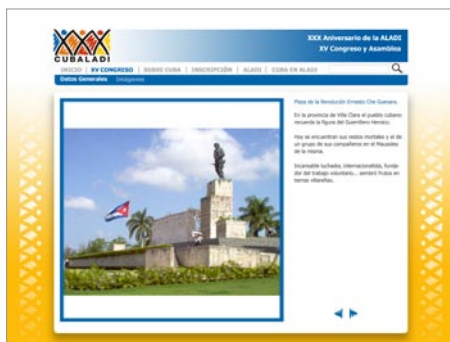 CUBALADI
XXX Aniversario de la ALADI
XV Congreso y Asamblea
INICIO | XV CONGRESO | SOBRE CUBA | INSCRIPCIÓN | ALADI | CUBA EN ALADI
Datos Generales Imágenes
Plaza de la Revolución Ernesto Che Guevara.
En la provincia de Villa Clara el pueblo cubano
recuerda la figura del Guerrillero Heroico.
Hoy se encuentran sus restos mortales y el de
un grupo de sus compañeros en el Mausoleo
de la misma.
Incansable luchador, internacionalista, funda-
dor del trabajo voluntario... sembró frutos en
tierras villareñas.